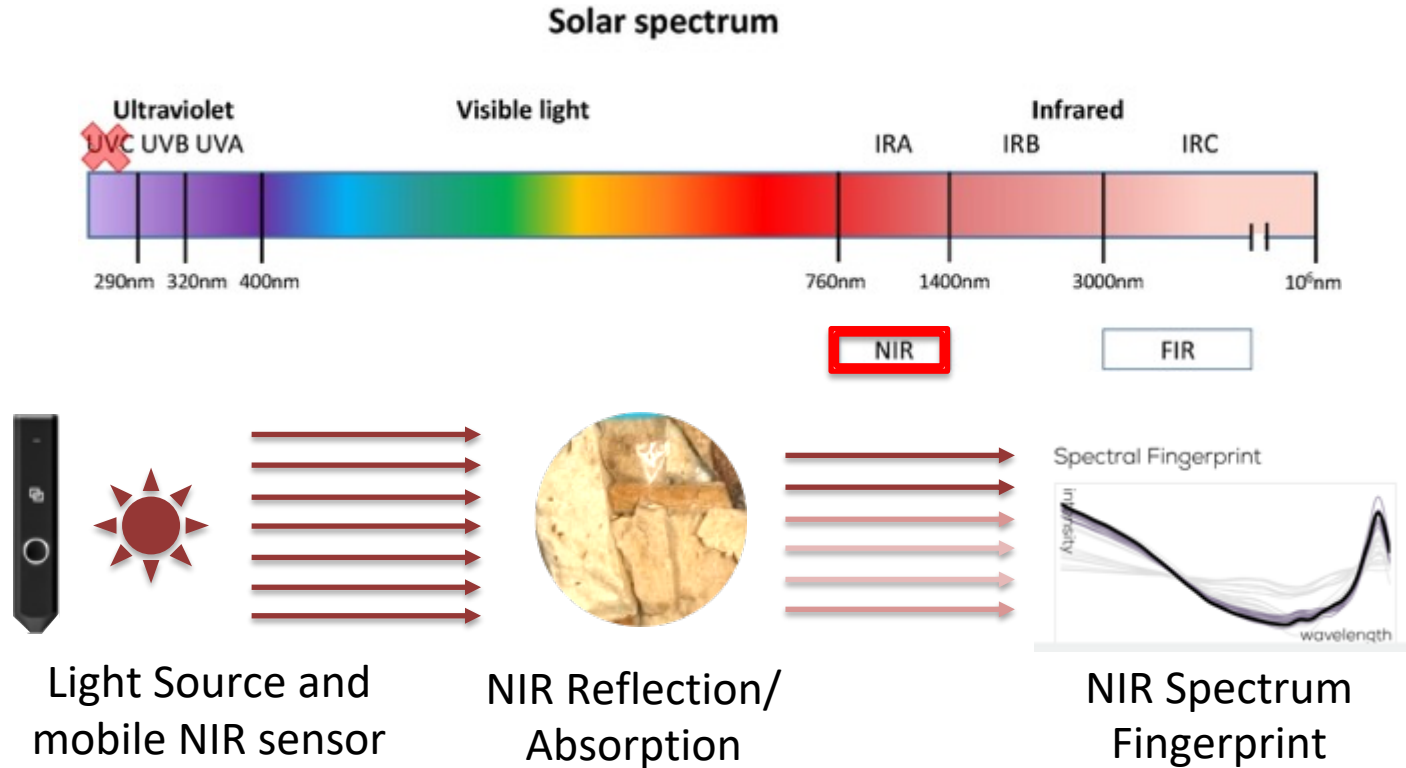 Solar spectrum
Ultraviolet Visible light Infrared
UVC UVB UVA IRA IRB IRC
290nm 320nm 400nm 760nm 1400nm 3000nm 10⁶nm
NIR FIR
Spectral Fingerprint
intensity
wavelength
Light Source and
mobile NIR sensor
NIR Reflection/
Absorption
NIR Spectrum
Fingerprint